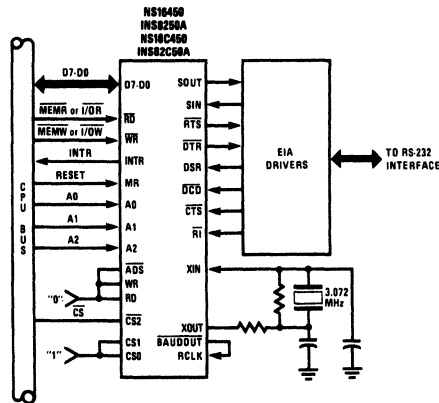 NS16450
INS8250A
NS16C450
INS82C50A
D7-D0
D7-D0
MEMR or I/OR
RD
MEMW or I/OW
WR
INTR
INTR
RESET
MR
A0
A0
A1
A1
A2
A2
ADS
WR
RD
"0"
CS
CS2
"1"
CS1
CS0
CPU BUS
SOUT
SIN
RTS
DTR
DSR
DCD
CTS
RI
XIN
XOUT
BAUDOUT
RCLK
EIA
DRIVERS
TO RS-232
INTERFACE
3.072
MHz